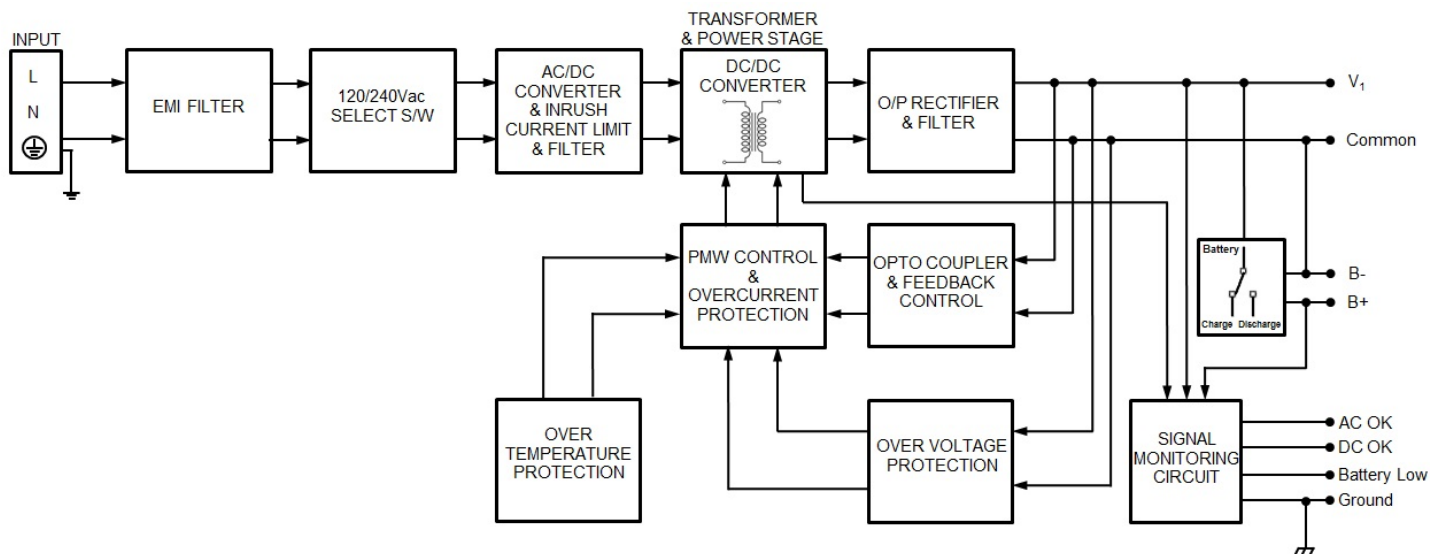 INPUT
L
N
EMI FILTER
120/240Vac
SELECT S/W
AC/DC
CONVERTER
& INRUSH
CURRENT LIMIT
& FILTER
TRANSFORMER
& POWER STAGE
DC/DC
CONVERTER
O/P RECTIFIER
& FILTER
V₁
Common
PMW CONTROL
&
OVERCURRENT
PROTECTION
OPTO COUPLER
& FEEDBACK
CONTROL
Battery
Charge Discharge
B-
B+
OVER
TEMPERATURE
PROTECTION
OVER VOLTAGE
PROTECTION
SIGNAL
MONITORING
CIRCUIT
AC OK
DC OK
Battery Low
Ground